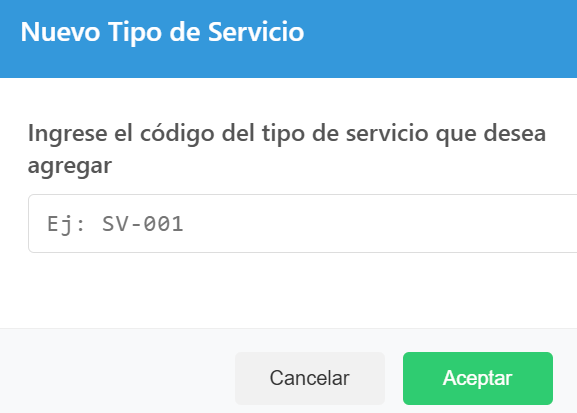 Nuevo Tipo de Servicio
Ingrese el código del tipo de servicio que desea
agregar
Ej: SV-001
Cancelar
Aceptar